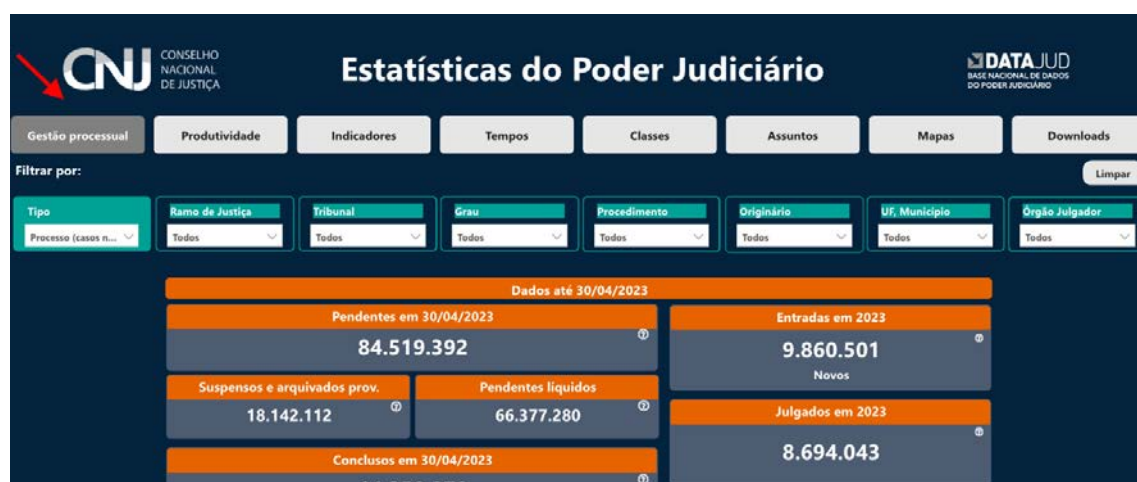 CNJ
CONSELHO
NACIONAL
DE JUSTIÇA
Estatísticas do Poder Judiciário
DATAJUD
BASE NACIONAL DE DADOS
DO PODER JUDICIÁRIO
Gestão processual Produtividade Indicadores Tempos Classes Assuntos Mapas Downloads
Filtrar por: Limpar
Tipo Ramo de Justiça Tribunal Grau Procedimento Originário UF, Município Órgão Julgador
Processo (casos n... Todos Todos Todos Todos Todos Todos Todos
Dados até 30/04/2023
Pendentes em 30/04/2023
84.519.392
Entradas em 2023
9.860.501
Novos
Suspensos e arquivados prov. Pendentes líquidos
18.142.112 66.377.280
Julgados em 2023
8.694.043
Conclusos em 30/04/2023